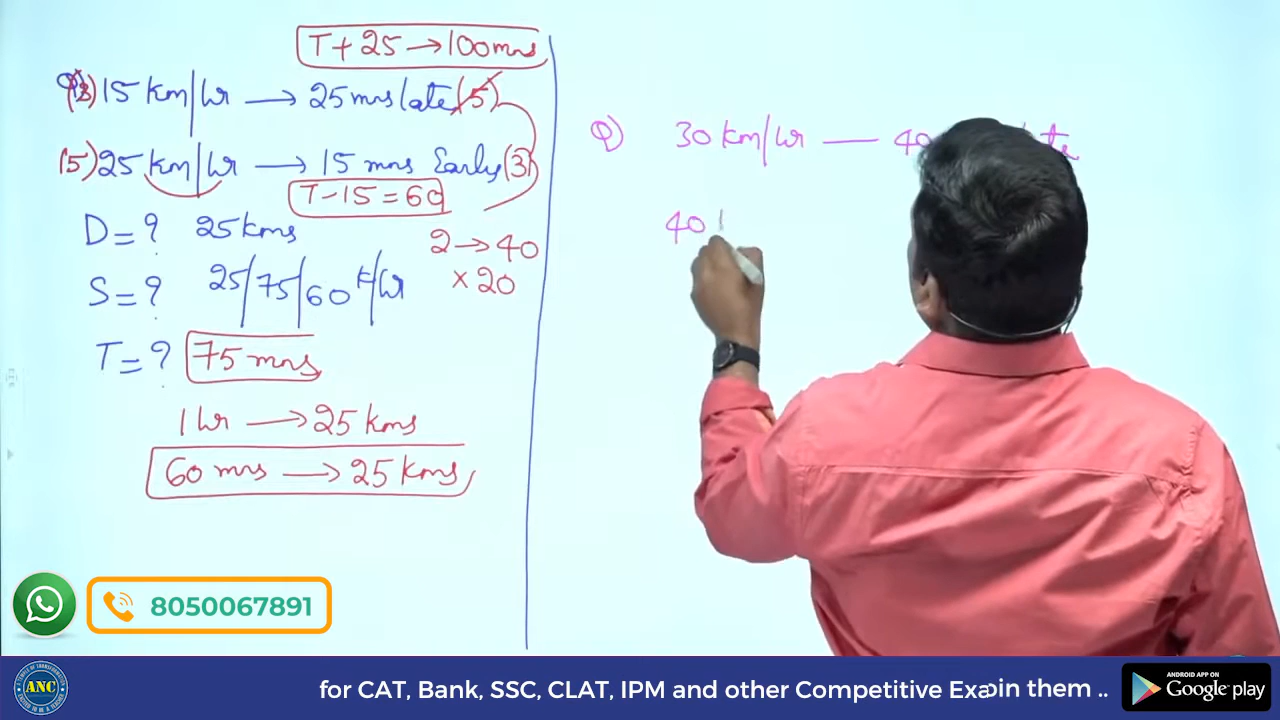 T + 25 → 100 mns
15 km/hr → 25 mns late (5)
(5) 25 km/hr → 15 mns Early (3)
T - 15 = 60
D = ? 25 kms
2 → 40
× 20
S = ? 25/75/60 k/hr
T = ? 75 mns
1 hr → 25 kms
60 mns → 25 kms
Q) 30 km/hr — 40
40
8050067891
ANC
for CAT, Bank, SSC, CLAT, IPM and other Competitive Exa
oin them ..
ANDROID APP ON
Google play